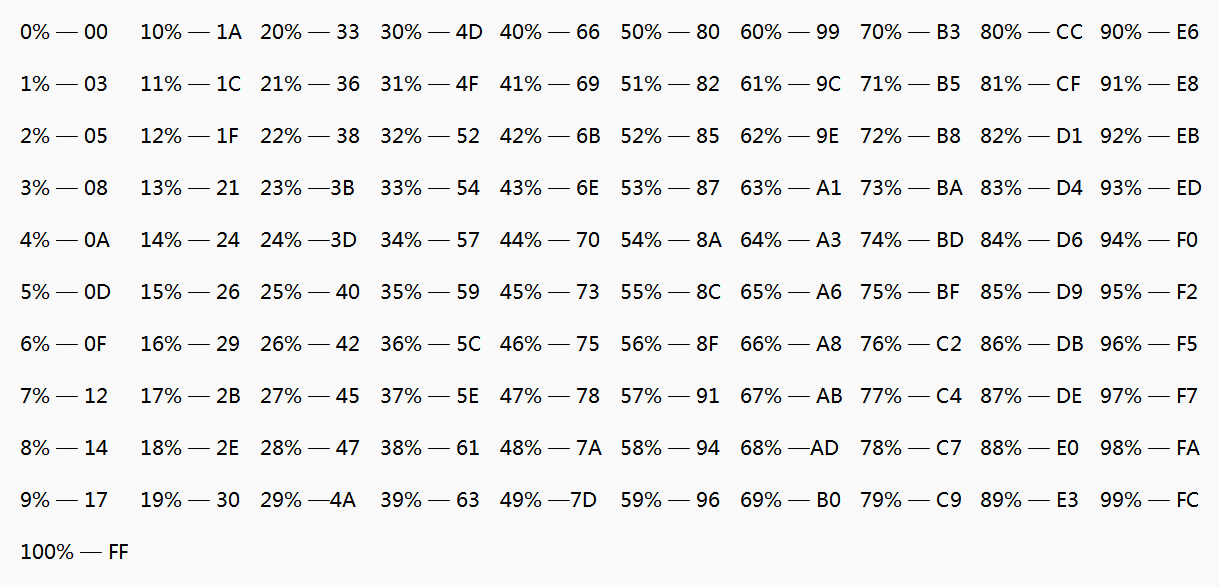 0% — 00 10% — 1A 20% — 33 30% — 4D 40% — 66 50% — 80 60% — 99 70% — B3 80% — CC 90% — E6
1% — 03 11% — 1C 21% — 36 31% — 4F 41% — 69 51% — 82 61% — 9C 71% — B5 81% — CF 91% — E8
2% — 05 12% — 1F 22% — 38 32% — 52 42% — 6B 52% — 85 62% — 9E 72% — B8 82% — D1 92% — EB
3% — 08 13% — 21 23% —3B 33% — 54 43% — 6E 53% — 87 63% — A1 73% — BA 83% — D4 93% — ED
4% — 0A 14% — 24 24% —3D 34% — 57 44% — 70 54% — 8A 64% — A3 74% — BD 84% — D6 94% — F0
5% — 0D 15% — 26 25% — 40 35% — 59 45% — 73 55% — 8C 65% — A6 75% — BF 85% — D9 95% — F2
6% — 0F 16% — 29 26% — 42 36% — 5C 46% — 75 56% — 8F 66% — A8 76% — C2 86% — DB 96% — F5
7% — 12 17% — 2B 27% — 45 37% — 5E 47% — 78 57% — 91 67% — AB 77% — C4 87% — DE 97% — F7
8% — 14 18% — 2E 28% — 47 38% — 61 48% — 7A 58% — 94 68% —AD 78% — C7 88% — E0 98% — FA
9% — 17 19% — 30 29% —4A 39% — 63 49% —7D 59% — 96 69% — B0 79% — C9 89% — E3 99% — FC
100% — FF